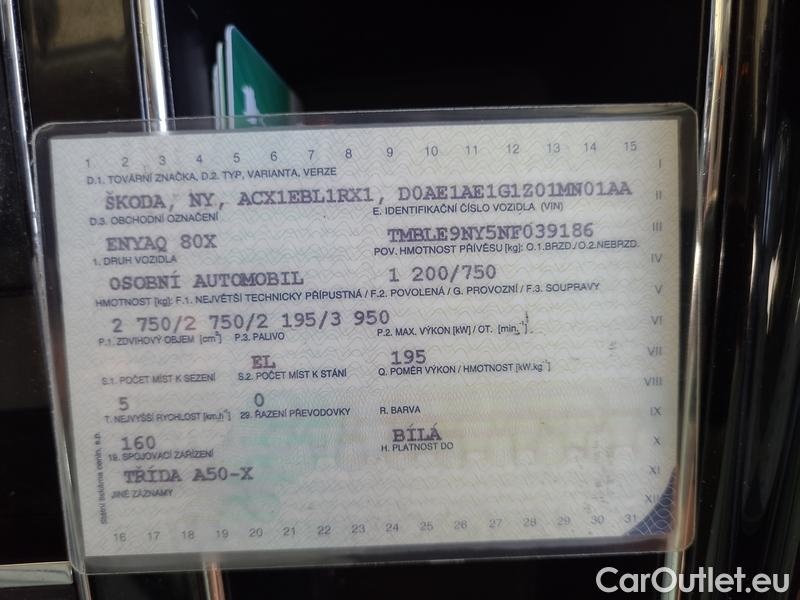 1 2 3 4 5 6 7 8 9 10 11 12 13 14 15
D.1. TOVÁRNÍ ZNAČKA, D.2. TYP, VARIANTA, VERZE
I
ŠKODA, NY, ACX1EBL1RX1, D0AE1AE1G1Z01MN01AA
II
D.3. OBCHODNÍ OZNAČENÍ E. IDENTIFIKAČNÍ ČÍSLO VOZIDLA (VIN)
ENYAQ 80X TMBLE9NY5NF039186
III
1. DRUH VOZIDLA POV. HMOTNOST PŘÍVĚSU [kg]: O.1.BRZD./O.2.NEBRZD.
OSOBNÍ AUTOMOBIL 1 200/750
IV
HMOTNOST [kg]: F.1. NEJVĚTŠÍ TECHNICKY PŘÍPUSTNÁ / F.2. POVOLENÁ / G. PROVOZNÍ / F.3. SOUPRAVY
V
2 750/2 750/2 195/3 950
VI
P.1. ZDVIHOVÝ OBJEM [cm³] P.3. PALIVO P.2. MAX. VÝKON [kW] / OT. [min⁻¹]
EL 195
VII
S.1. POČET MÍST K SEZENÍ S.2. POČET MÍST K STÁNÍ Q. POMĚR VÝKON / HMOTNOST [kW.kg⁻¹]
VIII
5 0
T. NEJVYŠŠÍ RYCHLOST [km.h⁻¹] 29. ŘAZENÍ PŘEVODOVKY R. BARVA
IX
160 BÍLÁ
X
19. SPOJOVACÍ ZAŘÍZENÍ H. PLATNOST DO
TŘÍDA A50-X
XI
JINÉ ZÁZNAMY
XII
Státní tiskárna cenin, s.p.
16 17 18 19 20 21 22 23 24 25 26 27 28 29 30 31
CarOutlet.eu